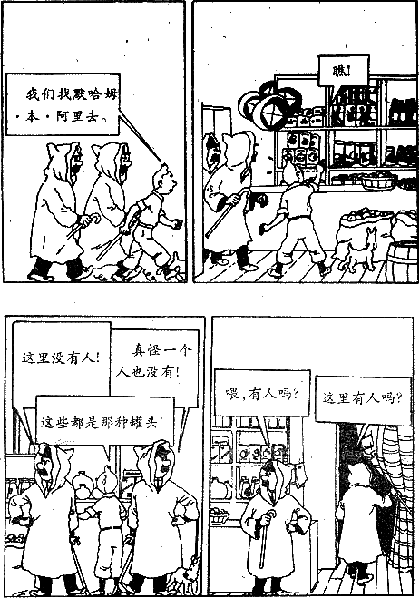 我们找默哈姆
·本·阿里去。
瞧!
这里没有人!
真怪一个
人也没有!
这些都是那种罐头
喂,有人吗?
这里有人吗?